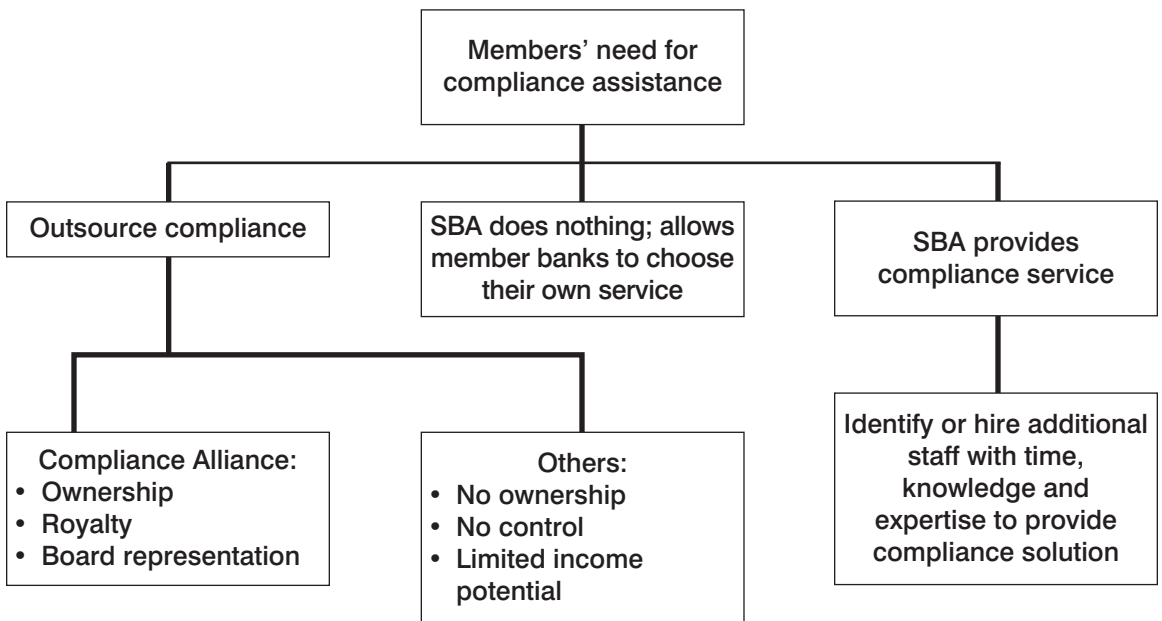 Members’ need for
compliance assistance
Outsource compliance
SBA does nothing; allows
member banks to choose
their own service
SBA provides
compliance service
Compliance Alliance:
• Ownership
• Royalty
• Board representation
Others:
• No ownership
• No control
• Limited income
potential
Identify or hire additional
staff with time,
knowledge and
expertise to provide
compliance solution